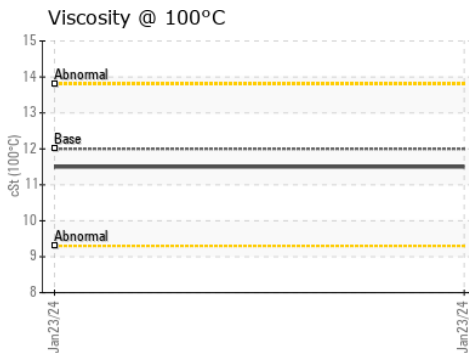 Viscosity @ 100°C
15
14
13
12
11
10
9
8
cSt (100°C)
Abnormal
Base
Abnormal
Jan23/24
Jan23/24